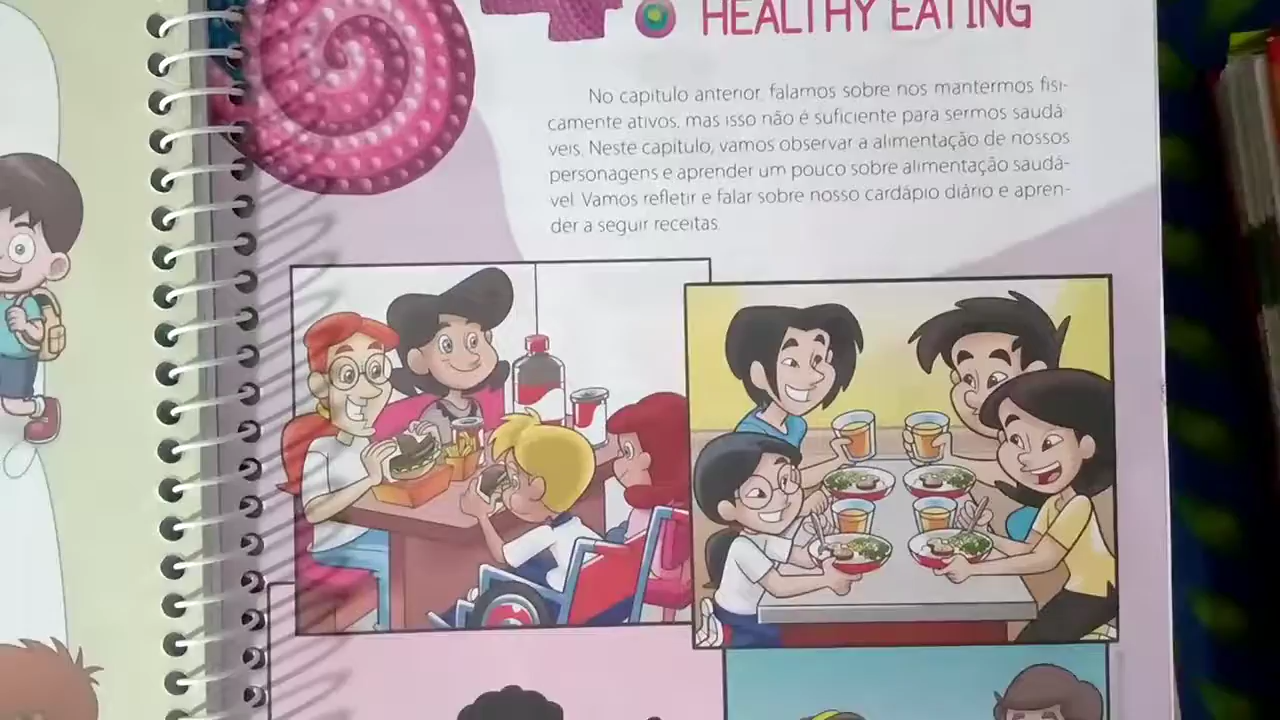 HEALTHY EATING
No capítulo anterior, falamos sobre nos mantermos fisi-
camente ativos, mas isso não é suficiente para sermos saudá-
veis. Neste capítulo, vamos observar a alimentação de nossos
personagens e aprender um pouco sobre alimentação saudá-
vel. Vamos refletir e falar sobre nosso cardápio diário e apren-
der a seguir receitas.